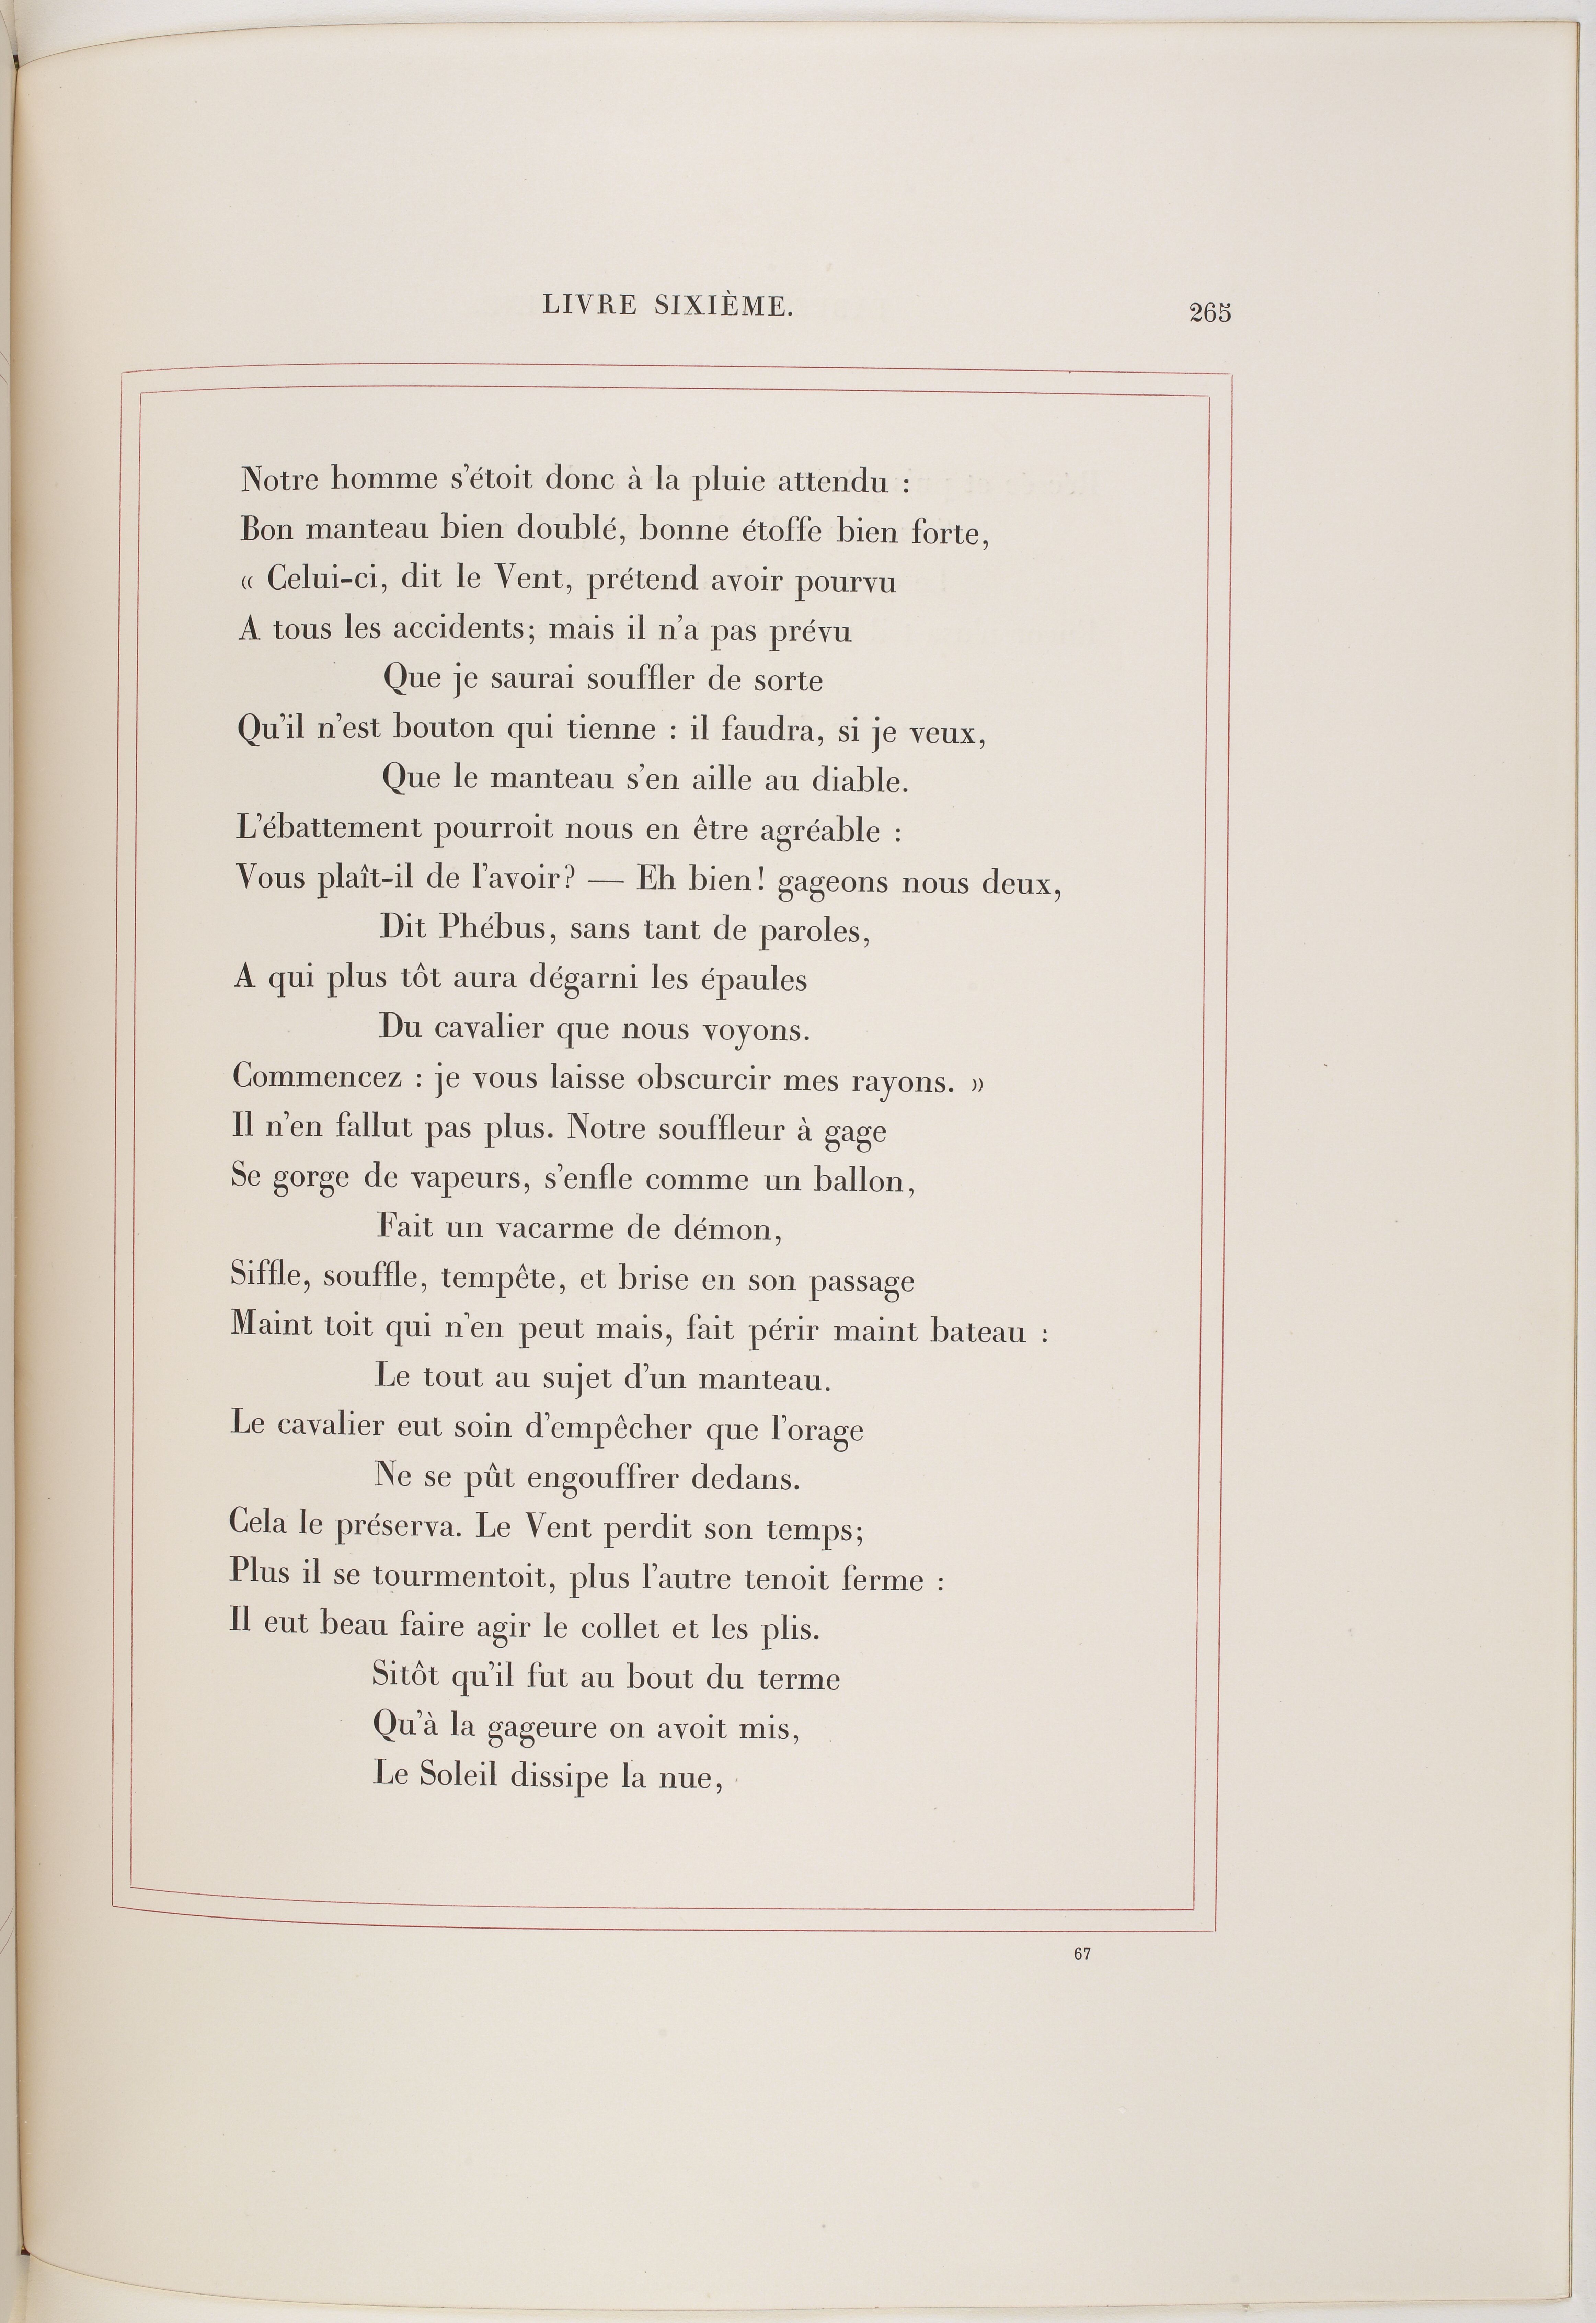 LIVRE SIXIÈME.
265
Notre homme s'étoit donc à la pluie attendu :
Bon manteau bien doublé, bonne étoffe bien forte,
« Celui-ci, dit le Vent, prétend avoir pourvu
A tous les accidents; mais il n'a pas prévu
Que je saurai souffler de sorte
Qu'il n'est bouton qui tienne : il faudra, si je veux,
Que le manteau s'en aille au diable.
L'ébattement pourroit nous en être agréable :
Vous plaît-il de l'avoir? — Eh bien! gageons nous deux,
Dit Phébus, sans tant de paroles,
A qui plus tôt aura dégarni les épaules
Du cavalier que nous voyons.
Commencez : je vous laisse obscurcir mes rayons. »
Il n'en fallut pas plus. Notre souffleur à gage
Se gorge de vapeurs, s'enfle comme un ballon,
Fait un vacarme de démon,
Siffle, souffle, tempête, et brise en son passage
Maint toit qui n'en peut mais, fait périr maint bateau :
Le tout au sujet d'un manteau.
Le cavalier eut soin d'empêcher que l'orage
Ne se pût engouffrer dedans.
Cela le préserva. Le Vent perdit son temps;
Plus il se tourmentoit, plus l'autre tenoit ferme :
Il eut beau faire agir le collet et les plis.
Sitôt qu'il fut au bout du terme
Qu'à la gageure on avoit mis,
Le Soleil dissipe la nue,
67